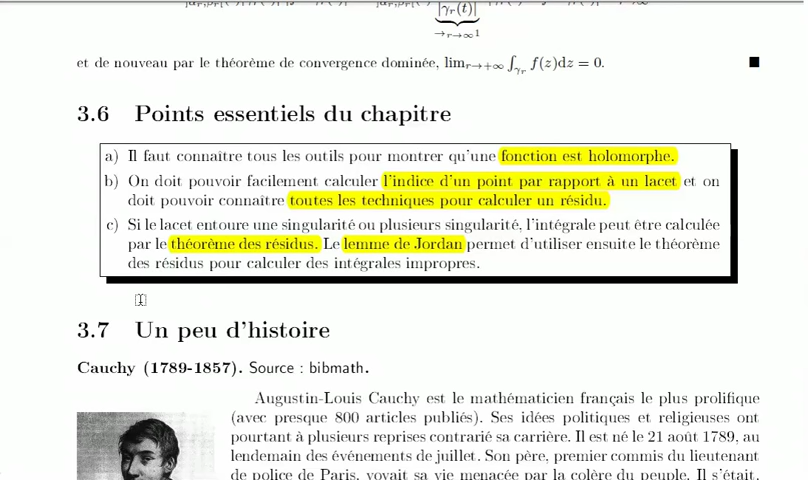 |γ_r(t)|
→_{r→∞} 1
et de nouveau par le théorème de convergence dominée, lim_{r→+∞} ∫_{γ_r} f(z)dz = 0. ■
3.6 Points essentiels du chapitre
a) Il faut connaître tous les outils pour montrer qu'une fonction est holomorphe.
b) On doit pouvoir facilement calculer l'indice d'un point par rapport à un lacet et on
doit pouvoir connaître toutes les techniques pour calculer un résidu.
c) Si le lacet entoure une singularité ou plusieurs singularité, l'intégrale peut être calculée
par le théorème des résidus. Le lemme de Jordan permet d'utiliser ensuite le théorème
des résidus pour calculer des intégrales impropres.
3.7 Un peu d'histoire
Cauchy (1789-1857). Source : bibmath.
Augustin-Louis Cauchy est le mathématicien français le plus prolifique
(avec presque 800 articles publiés). Ses idées politiques et religieuses ont
pourtant à plusieurs reprises contrarié sa carrière. Il est né le 21 août 1789, au
lendemain des événements de juillet. Son père, premier commis du lieutenant
de police de Paris, voyait sa vie menacée par la colère du peuple. Il s'était,